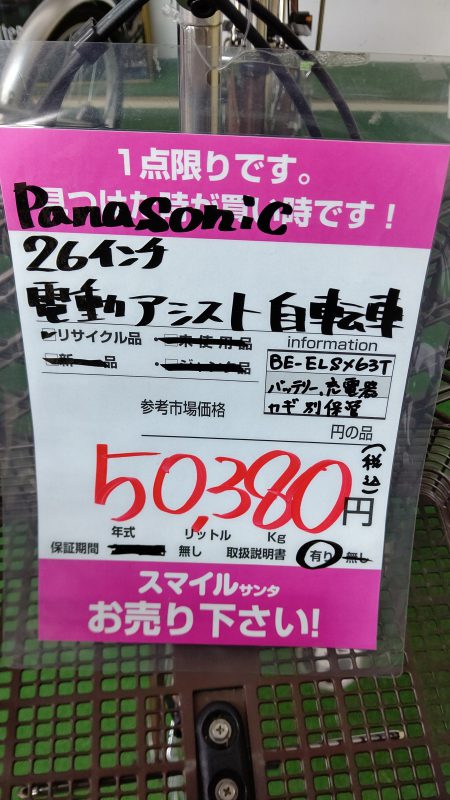 1点限りです。
見つけた時が買い時です！
Panasonic
26インチ
電動アシスト自転車
リサイクル品
未使用品
information
新品
ジャンク品
BE-ELSX63T
バッテリー、充電器
カギ別保管
参考市場価格
円の品
50,380円(税込)
年式
リットル
Kg
保証期間
無し
取扱説明書
有り
無し
スマイルサンタ
お売り下さい!